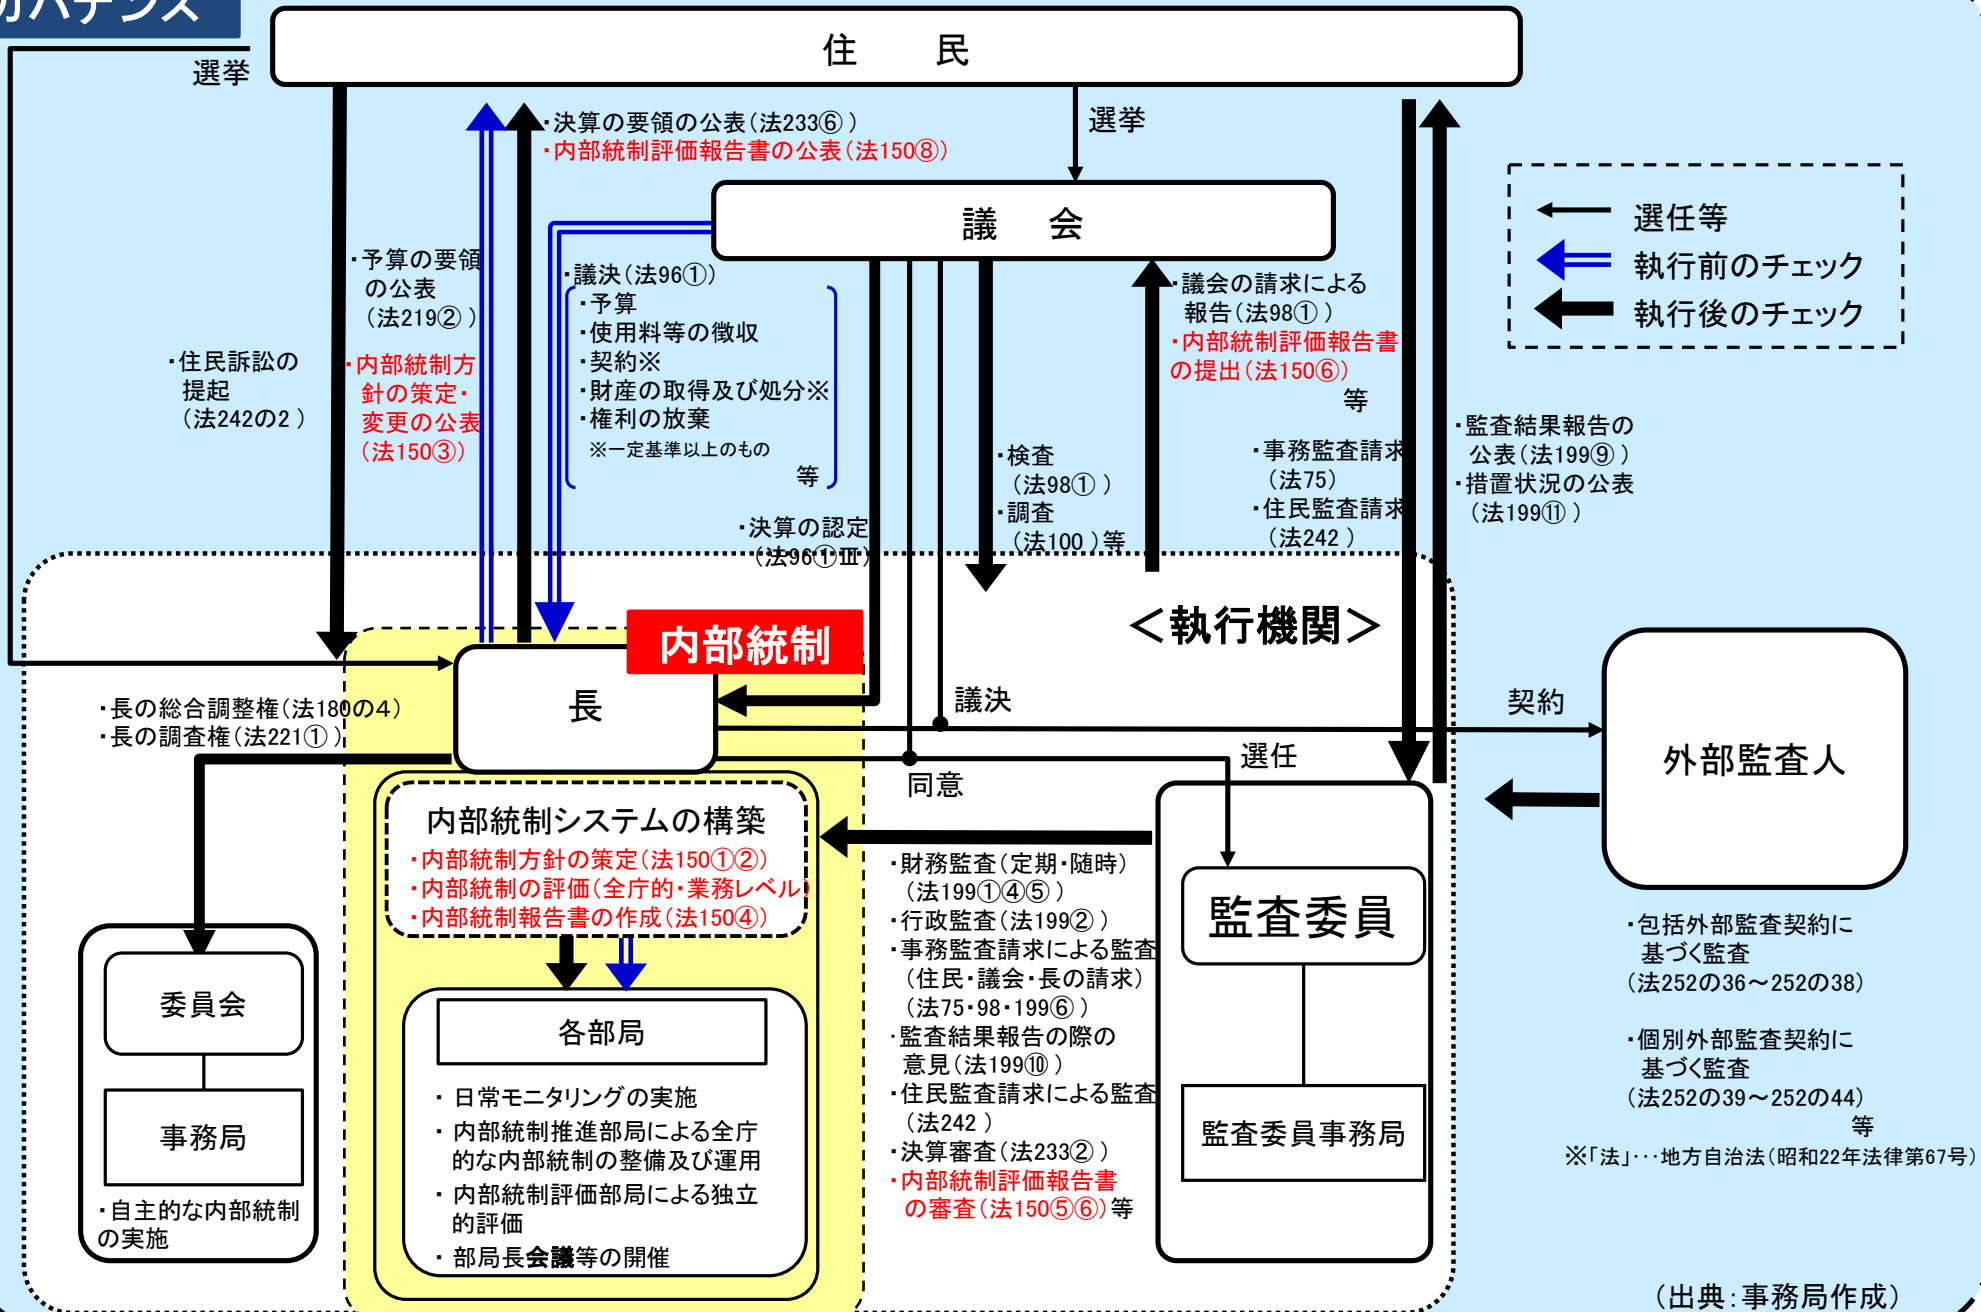 ガバナンス
住　民
選挙
・決算の要領の公表（法233⑥）
・内部統制評価報告書の公表（法150⑧）
選挙
議　会
選任等
執行前のチェック
執行後のチェック
・予算の要領
の公表
（法219②）
・内部統制方
針の策定・
変更の公表
（法150③）
・住民訴訟の
提起
（法242の2）
・議決（法96①）
・予算
・使用料等の徴収
・契約※
・財産の取得及び処分※
・権利の放棄
※一定基準以上のもの
等
・決算の認定
（法96①Ⅲ）
・検査
（法98①）
・調査
（法100）等
・議会の請求による
報告（法98①）
・内部統制評価報告書
の提出（法150⑥）
等
・事務監査請求
（法75）
・住民監査請求
（法242）
・監査結果報告の
公表（法199⑨）
・措置状況の公表
（法199⑪）
＜執行機関＞
内部統制
長
・長の総合調整権（法180の4）
・長の調査権（法221①）
議決
同意
選任
契約
外部監査人
内部統制システムの構築
・内部統制方針の策定（法150①②）
・内部統制の評価（全庁的・業務レベル）
・内部統制報告書の作成（法150④）
各部局
・日常モニタリングの実施
・内部統制推進部局による全庁
的な内部統制の整備及び運用
・内部統制評価部局による独立
的評価
・部局長会議等の開催
委員会
事務局
・自主的な内部統制
の実施
・財務監査（定期・随時）
（法199①④⑤）
・行政監査（法199②）
・事務監査請求による監査
（住民・議会・長の請求）
（法75・98・199⑥）
・監査結果報告の際の
意見（法199⑩）
・住民監査請求による監査
（法242）
・決算審査（法233②）
・内部統制評価報告書
の審査（法150⑤⑥）等
監査委員
監査委員事務局
・包括外部監査契約に
基づく監査
（法252の36～252の38）
・個別外部監査契約に
基づく監査
（法252の39～252の44）
等
※「法」…地方自治法（昭和22年法律第67号）
（出典：事務局作成）